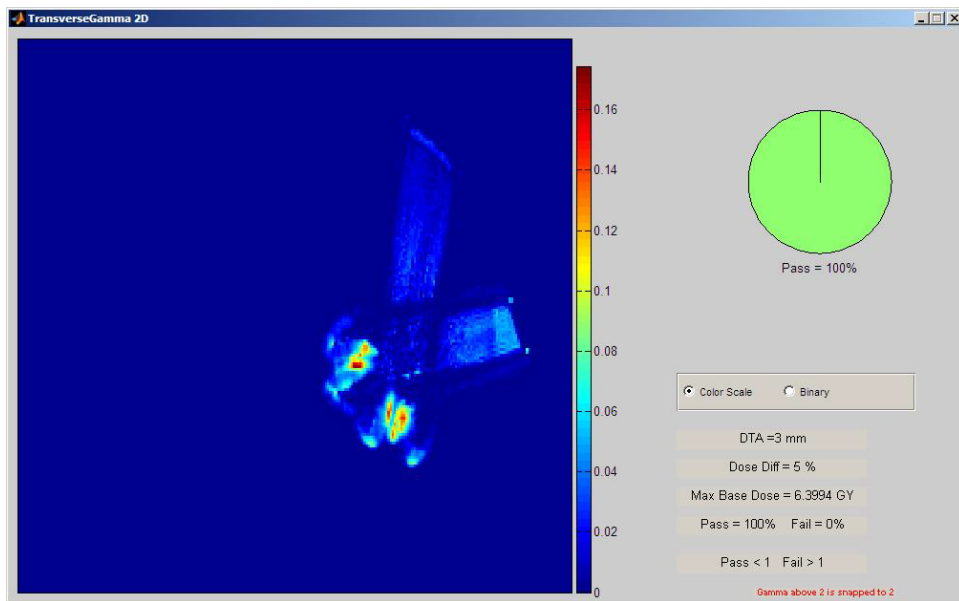 TransverseGamma 2D
0.16
0.14
0.12
0.1
0.08
0.06
0.04
0.02
0
Pass = 100%
Color Scale Binary
DTA =3 mm
Dose Diff = 5 %
Max Base Dose = 6.3994 GY
Pass = 100% Fail = 0%
Pass < 1 Fail > 1
Gamma above 2 is snapped to 2